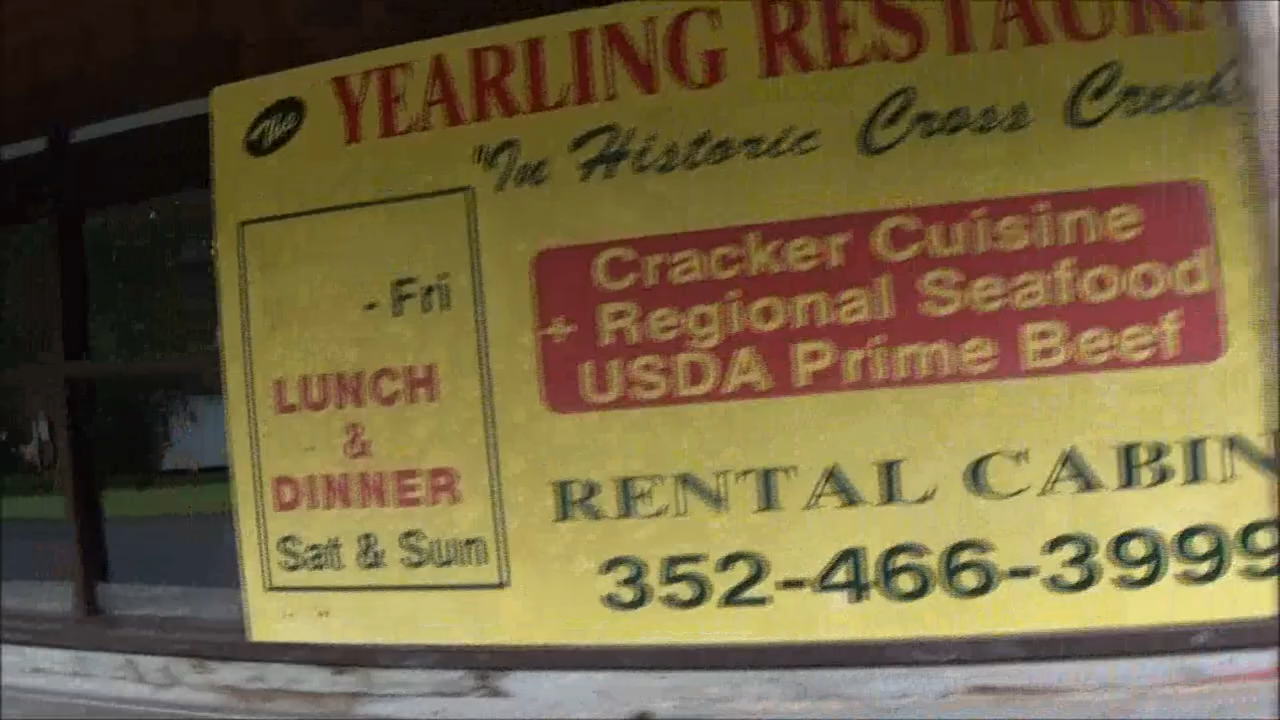 The YEARLING RESTAUR
"In Historic Cross Creek
- Fri
LUNCH
&
DINNER
Sat & Sun
Cracker Cuisine
+ Regional Seafood
USDA Prime Beef
RENTAL CABIN
352-466-3999